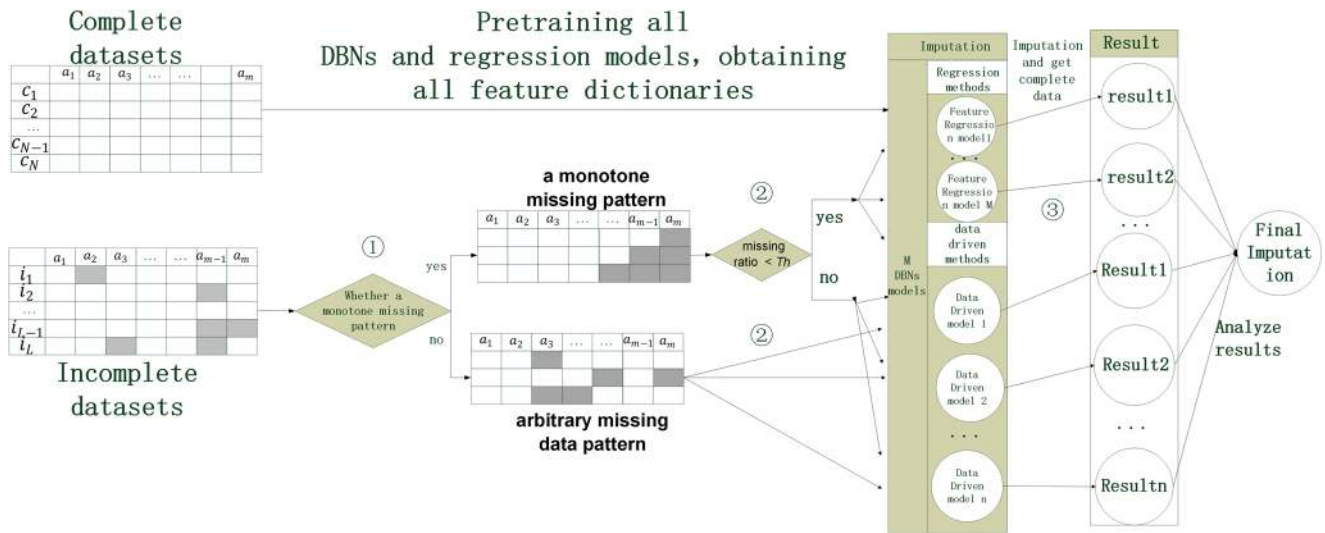 Complete
datasets
a1 a2 a3 ... ... am
c1
c2
...
cN−1
cN
Pretraining all
DBNs and regression models, obtaining
all feature dictionaries
a1 a2 a3 ... ... am−1 am
i1
i2
...
iL−1
iL
Incomplete
datasets
①
Whether a
monotone missing
pattern
yes
no
a monotone
missing pattern
a1 a2 a3 ... ... am−1 am
②
missing
ratio < Th
yes
no
a1 a2 a3 ... ... am−1 am
arbitrary missing
data pattern
②
Imputation
M
DBNs
models
Regression
methods
Feature
Regressio
n model1
...
Feature
Regressio
n model M
data
driven
methods
Data
Driven
model 1
Data
Driven
model 2
...
Data
Driven
model n
Imputation
and get
complete
data
③
Result
result1
result2
...
Result1
Result2
...
Resultn
Analyze
results
Final
Imputat
ion